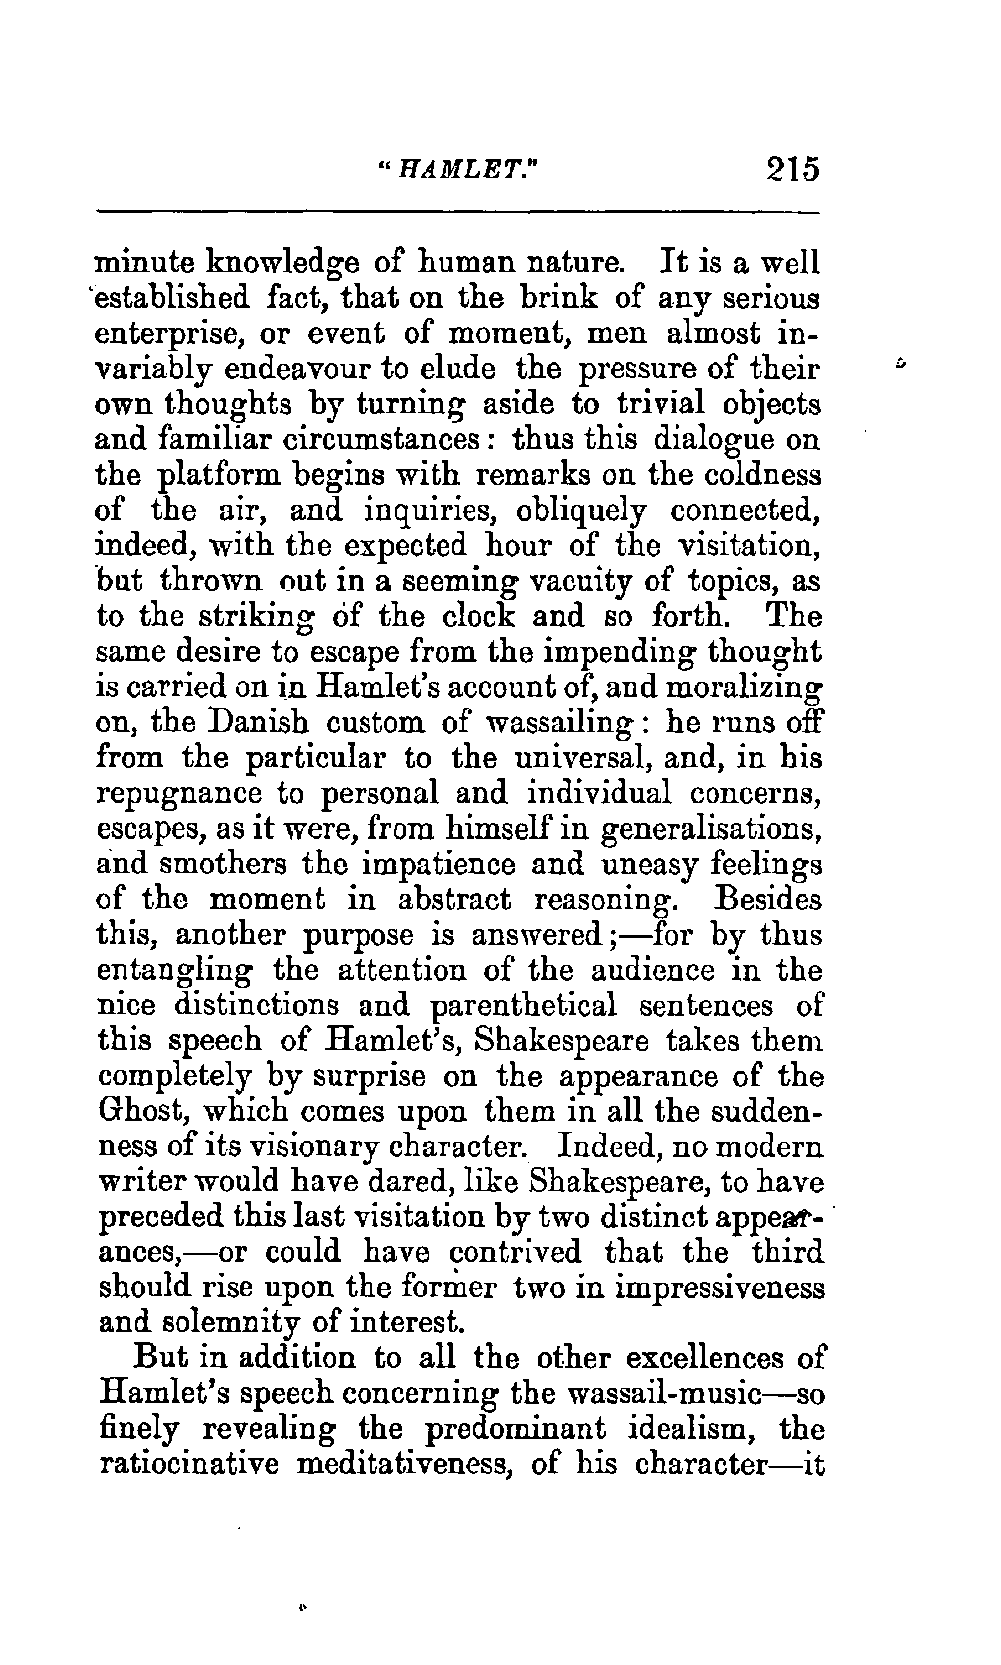 "HAMLET." 215
minute knowledge of human nature. It is a well
established fact, that on the brink of any serious
enterprise, or event of moment, men almost in-
variably endeavour to elude the pressure of their
own thoughts by turning aside to trivial objects
and familiar circumstances: thus this dialogue on
the platform begins with remarks on the coldness
of the air, and inquiries, obliquely connected,
indeed, with the expected hour of the visitation,
but thrown out in a seeming vacuity of topics, as
to the striking of the clock and so forth. The
same desire to escape from the impending thought
is carried on in Hamlet's account of, and moralizing
on, the Danish custom of wassailing: he runs off
from the particular to the universal, and, in his
repugnance to personal and individual concerns,
escapes, as it were, from himself in generalisations,
and smothers the impatience and uneasy feelings
of the moment in abstract reasoning. Besides
this, another purpose is answered;—for by thus
entangling the attention of the audience in the
nice distinctions and parenthetical sentences of
this speech of Hamlet's, Shakespeare takes them
completely by surprise on the appearance of the
Ghost, which comes upon them in all the sudden-
ness of its visionary character. Indeed, no modern
writer would have dared, like Shakespeare, to have
preceded this last visitation by two distinct appear-
ances,—or could have contrived that the third
should rise upon the former two in impressiveness
and solemnity of interest.
But in addition to all the other excellences of
Hamlet's speech concerning the wassail-music—so
finely revealing the predominant idealism, the
ratiocinative meditativeness, of his character—it